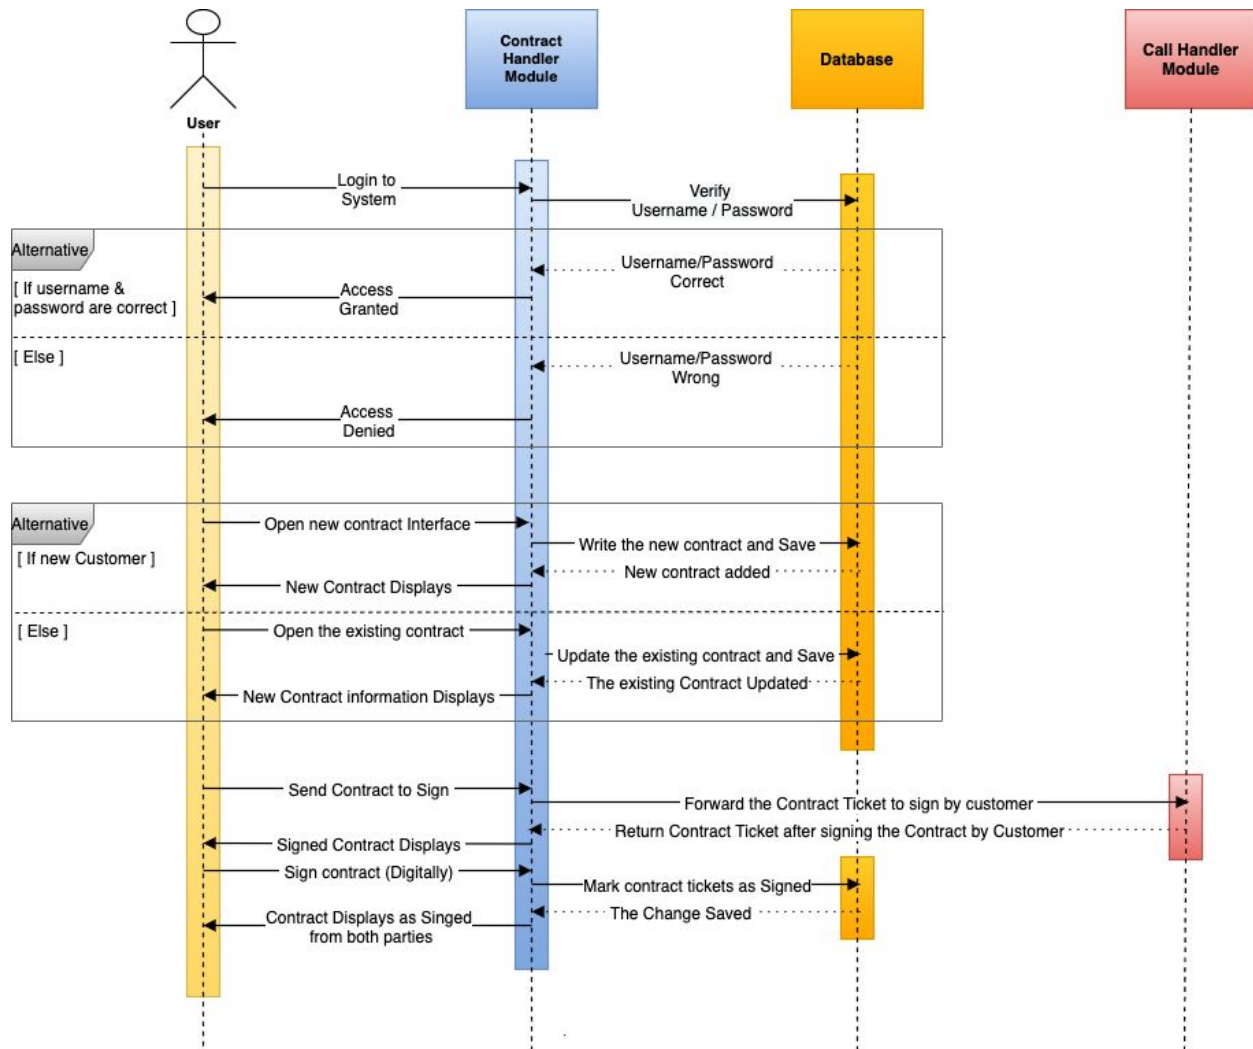 Contract
Handler
Module
Database
Call Handler
Module
User
Login to
System
Verify
Username / Password
Alternative
[ If username &
password are correct ]
Username/Password
Correct
Access
Granted
[ Else ]
Username/Password
Wrong
Access
Denied
Alternative
[ If new Customer ]
Open new contract Interface
Write the new contract and Save
New contract added
New Contract Displays
[ Else ]
Open the existing contract
Update the existing contract and Save
The existing Contract Updated
New Contract information Displays
Send Contract to Sign
Forward the Contract Ticket to sign by customer
Return Contract Ticket after signing the Contract by Customer
Signed Contract Displays
Sign contract (Digitally)
Mark contract tickets as Signed
The Change Saved
Contract Displays as Singed
from both parties